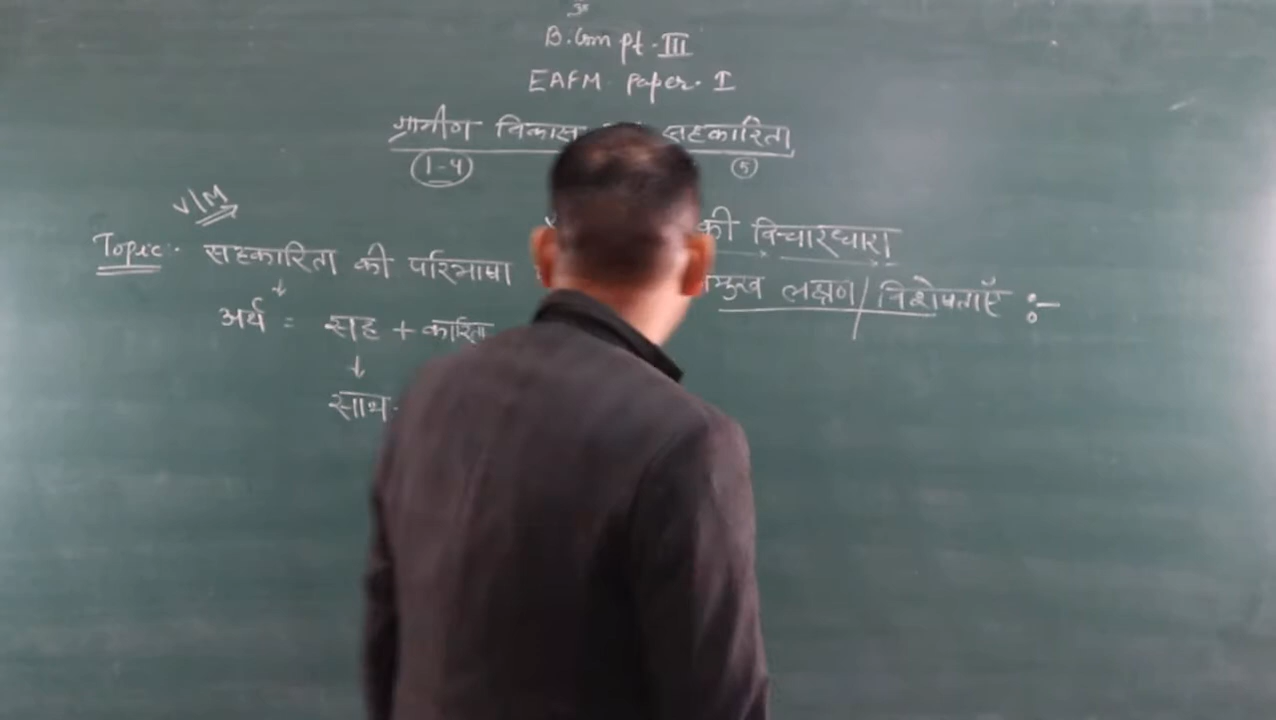 ॐ
B.Com pt. III
EAFM Paper. I
ग्रामीण विकास सहकारिता
(1-4) (5)
V/M
की विचारधारा
Topic:- सहकारिता की परिभाषा प्रमुख लक्षण/विशेषताएँ :-
अर्थ = सह + कारिता
साथ-